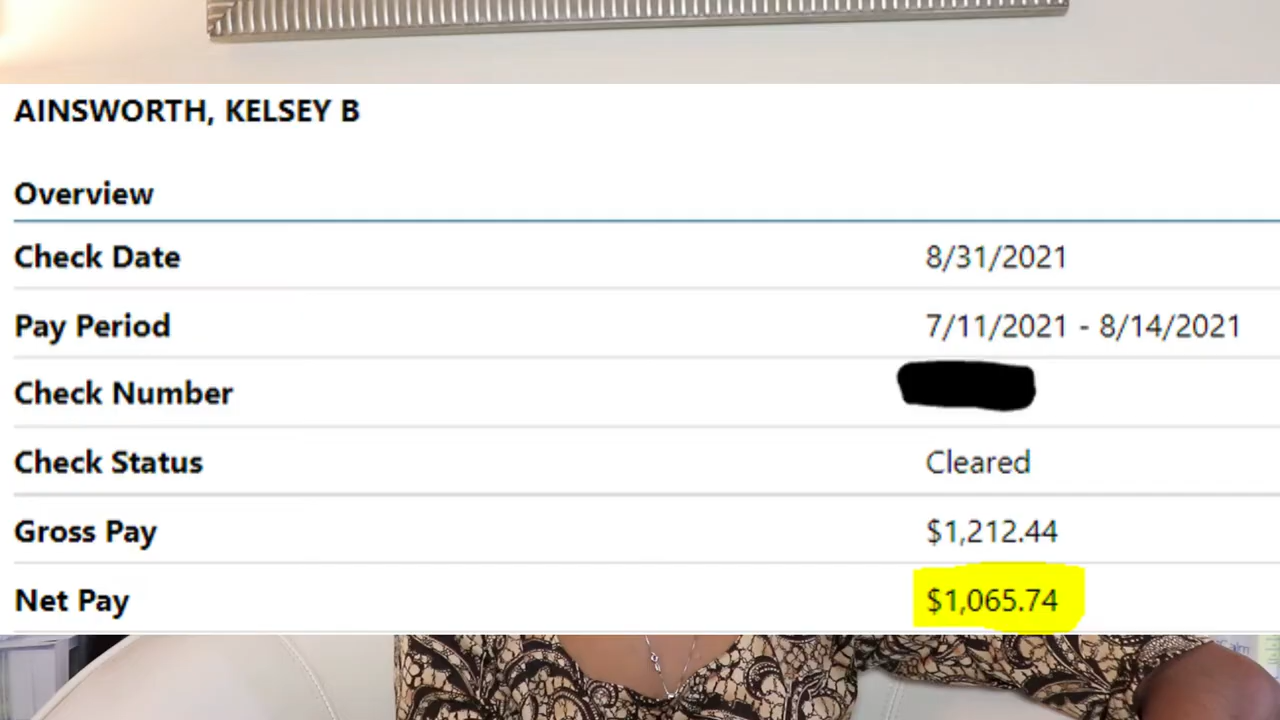 AINSWORTH, KELSEY B
Overview
Check Date 8/31/2021
Pay Period 7/11/2021 - 8/14/2021
Check Number
Check Status Cleared
Gross Pay $1,212.44
Net Pay $1,065.74